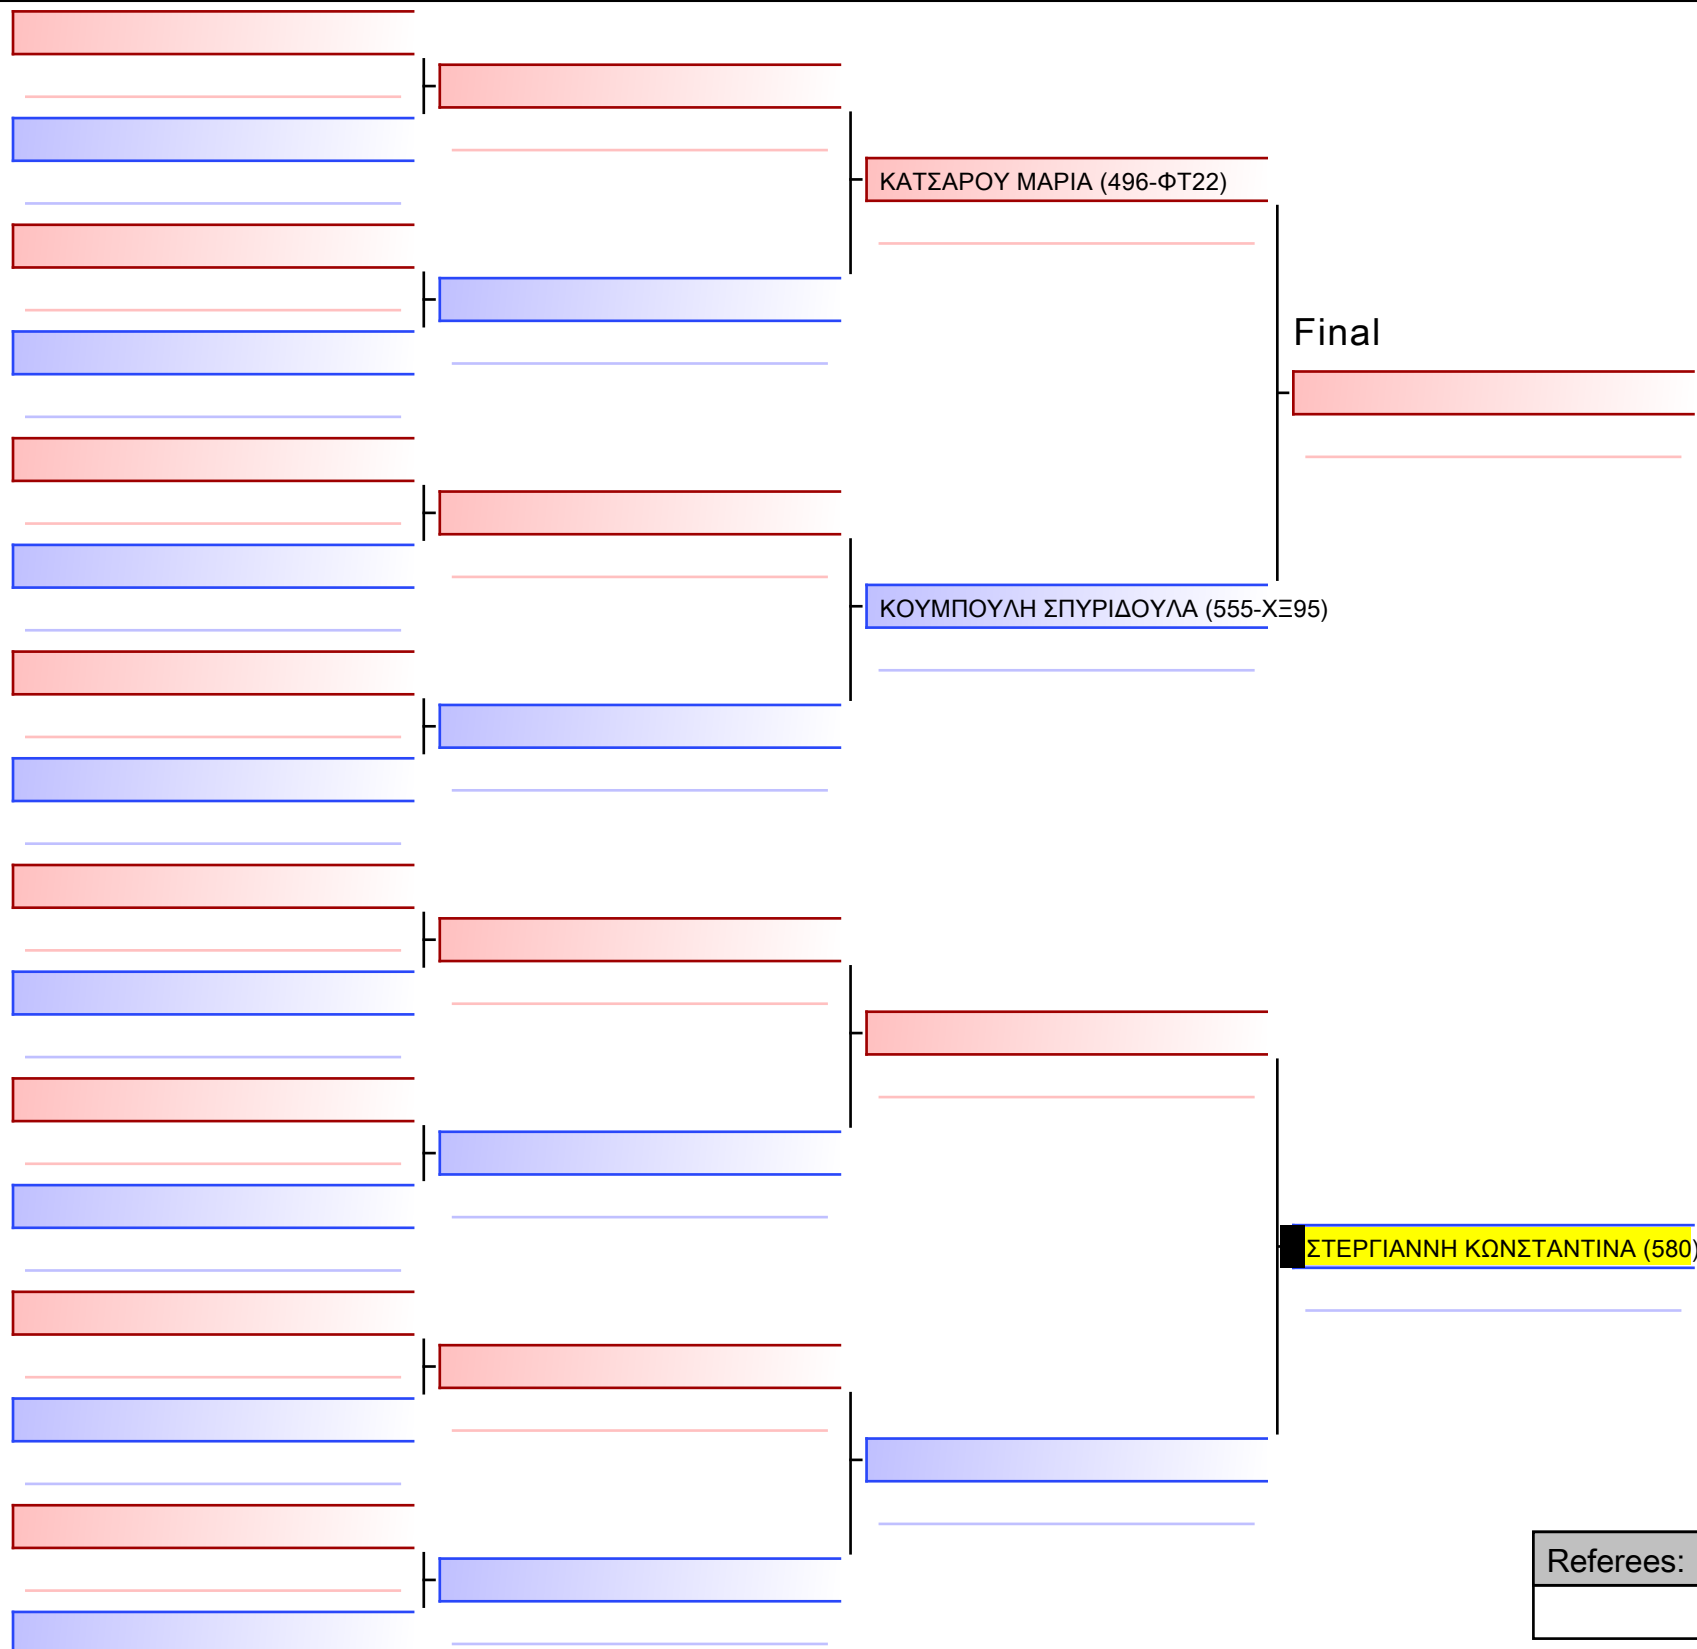 ΚΑΤΣΑΡΟΥ ΜΑΡΙΑ (496-ΦΤ22)
Final
ΚΟΥΜΠΟΥΛΗ ΣΠΥΡΙΔΟΥΛΑ (555-ΧΞ95)
ΣΤΕΡΓΙΑΝΝΗ ΚΩΝΣΤΑΝΤΙΝΑ (580)
Referees: